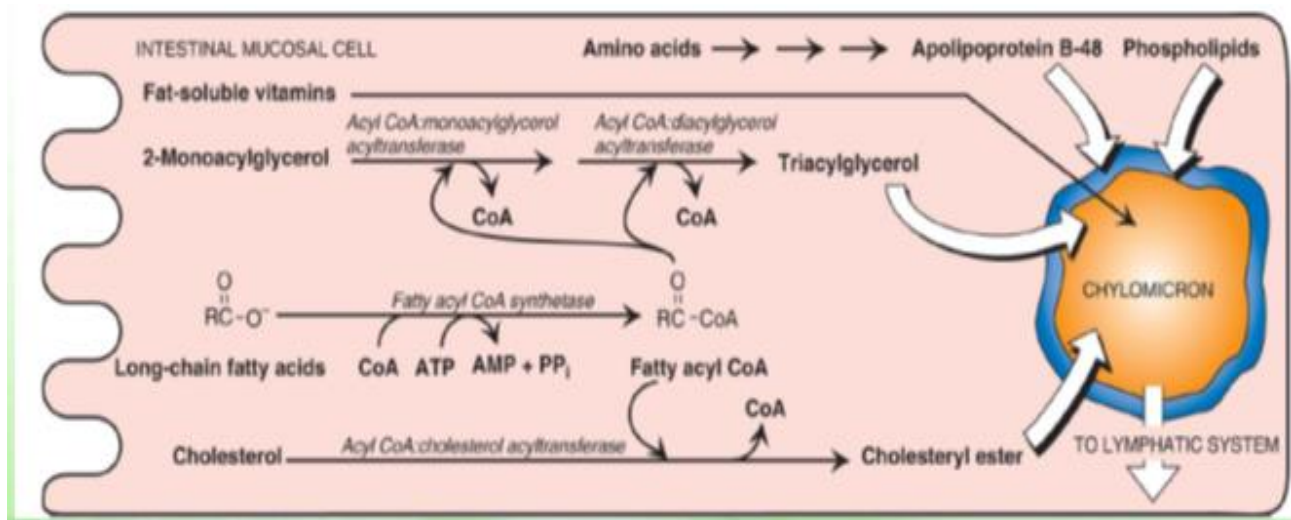 INTESTINAL MUCOSAL CELL
Amino acids
Apolipoprotein B-48
Phospholipids
Fat-soluble vitamins
Acyl CoA:monoacylglycerol
acyltransferase
Acyl CoA:diacylglycerol
acyltransferase
2-Monoacylglycerol
Triacylglycerol
CoA
CoA
CHYLOMICRON
O
RC-O⁻
Fatty acyl CoA synthetase
O
RC-CoA
Long-chain fatty acids
CoA
ATP
AMP + PPi
Fatty acyl CoA
CoA
Cholesterol
Acyl CoA:cholesterol acyltransferase
Cholesteryl ester
TO LYMPHATIC SYSTEM